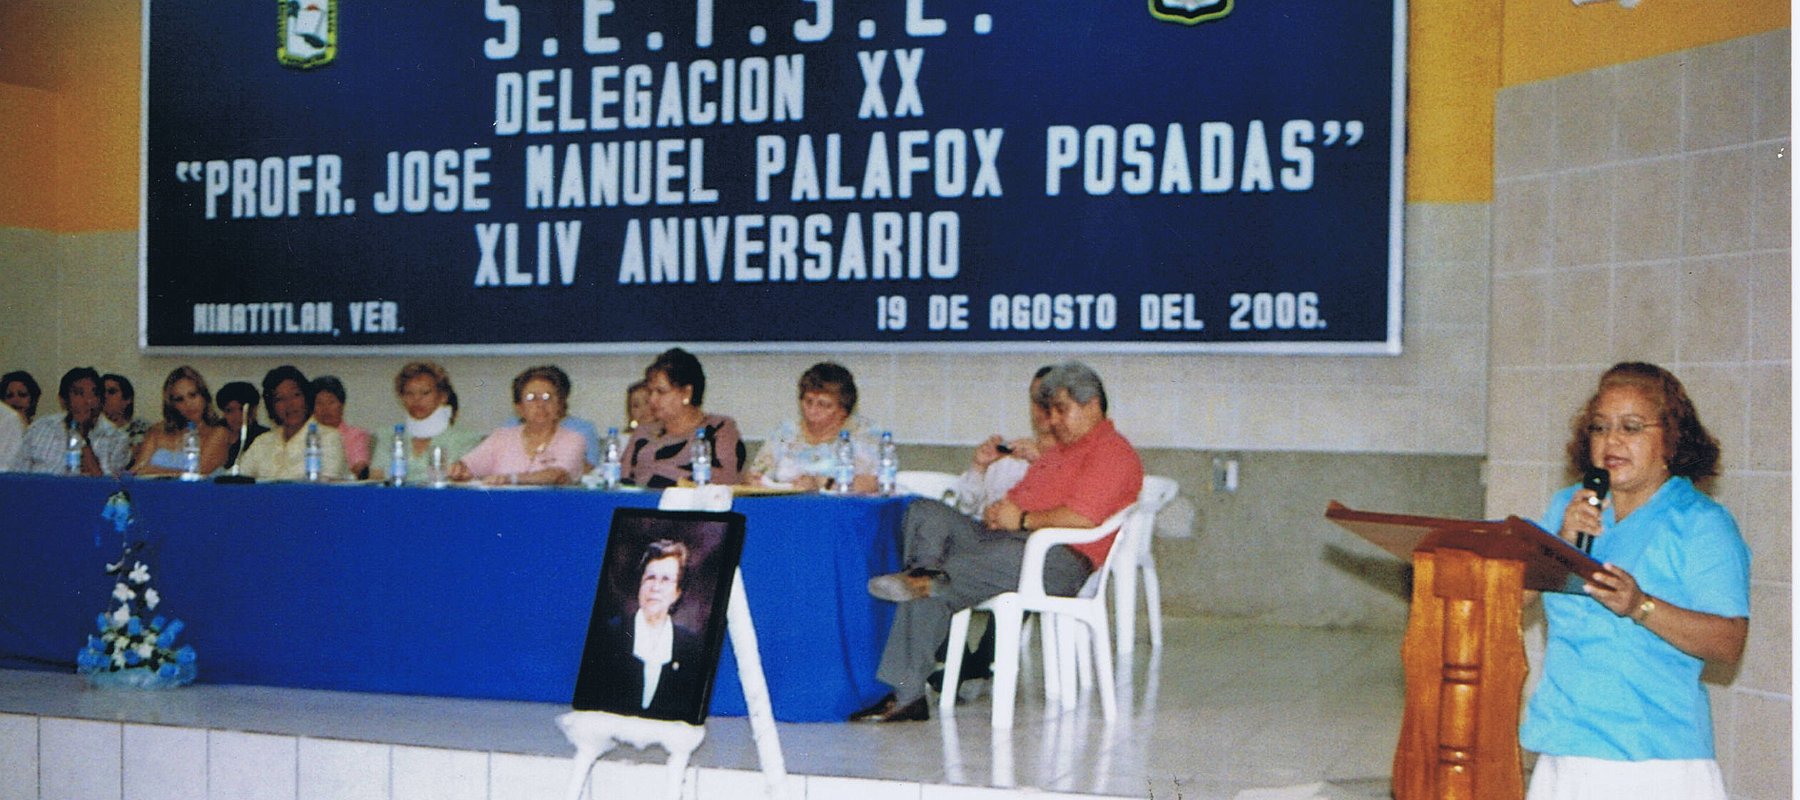 S.E.T.S.E.
DELEGACION XX
"PROFR. JOSE MANUEL PALAFOX POSADAS"
XLIV ANIVERSARIO
MINATITLAN, VER.
19 DE AGOSTO DEL 2006.